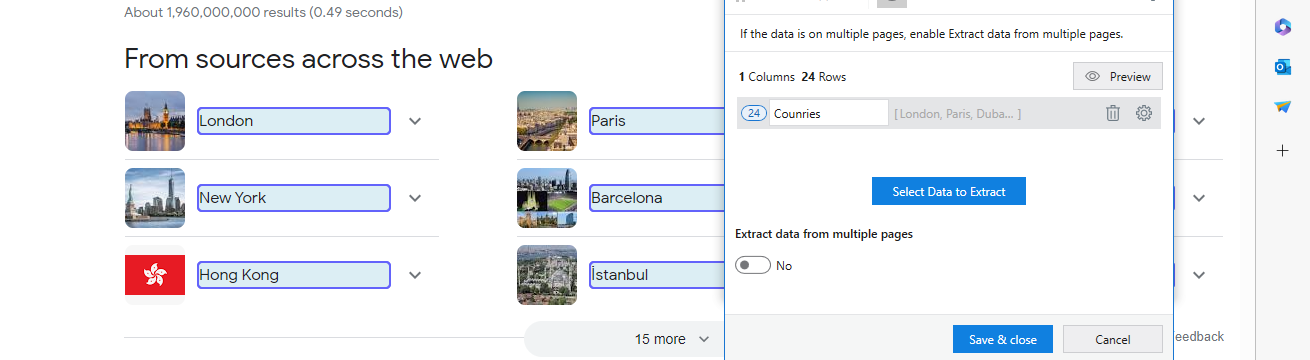 About 1,960,000,000 results (0.49 seconds)
From sources across the web
London
Paris
New York
Barcelona
Hong Kong
İstanbul
15 more
If the data is on multiple pages, enable Extract data from multiple pages.
1 Columns 24 Rows
Preview
24 Counries [ London, Paris, Duba... ]
Select Data to Extract
Extract data from multiple pages
No
Save & close
Cancel
eedback